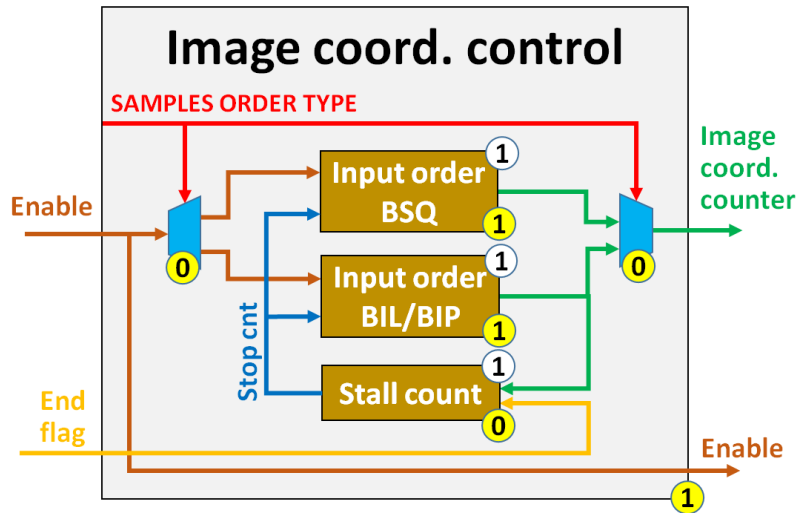 Image coord. control
SAMPLES ORDER TYPE
Image
coord.
counter
Enable
Input order
BSQ
1
1
0
0
Input order
BIL/BIP
1
1
Stop cnt
Stall count
1
0
End
flag
Enable
1